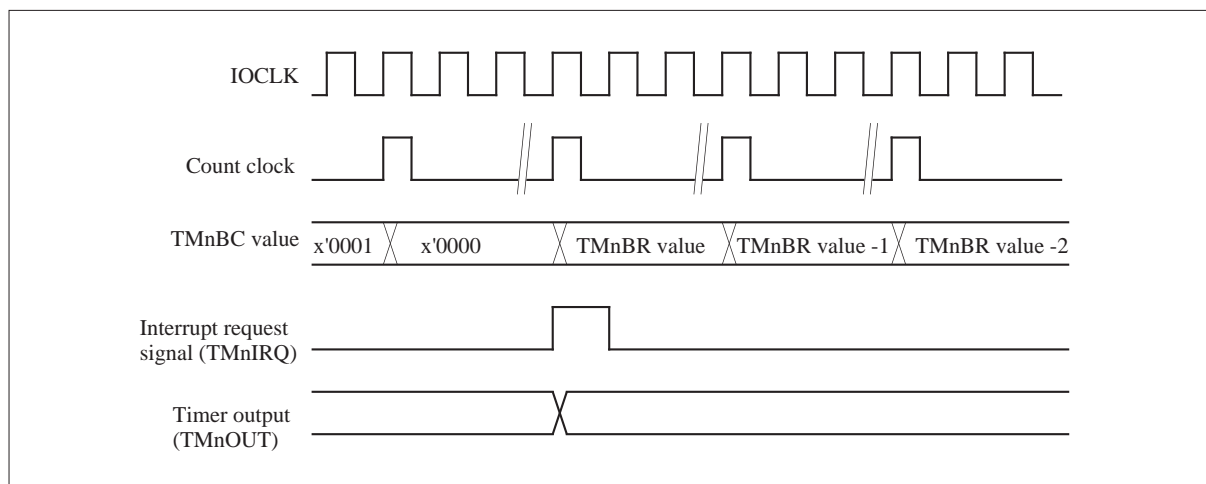 IOCLK
Count clock
TMnBC value
x'0001
x'0000
TMnBR value
TMnBR value -1
TMnBR value -2
Interrupt request
signal (TMnIRQ)
Timer output
(TMnOUT)